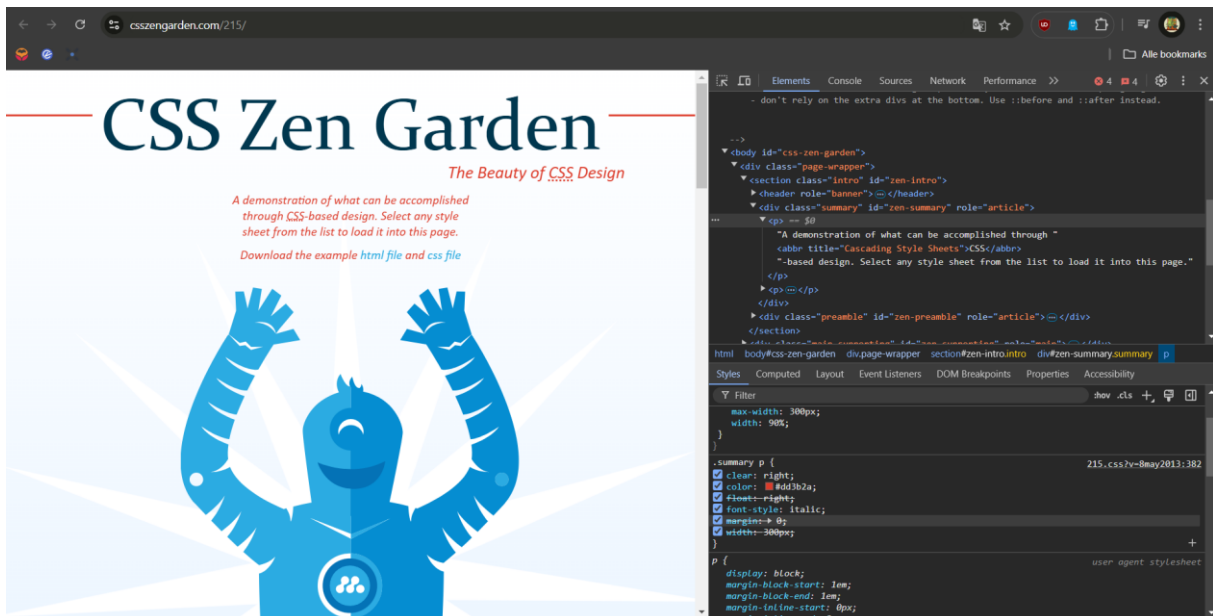 csszengarden.com/215/
Alle bookmarks
CSS Zen Garden
The Beauty of CSS Design
A demonstration of what can be accomplished
through CSS-based design. Select any style
sheet from the list to load it into this page.
Download the example html file and css file
Elements Console Sources Network Performance 4 4
- don't rely on the extra divs at the bottom. Use ::before and ::after instead.
-->
<body id="css-zen-garden">
<div class="page-wrapper">
<section class="intro" id="zen-intro">
<header role="banner">…</header>
<div class="summary" id="zen-summary" role="article">
… <p> == $0
"A demonstration of what can be accomplished through "
<abbr title="Cascading Style Sheets">CSS</abbr>
"-based design. Select any style sheet from the list to load it into this page."
</p>
<p>…</p>
</div>
<div class="preamble" id="zen-preamble" role="article">…</div>
</section>
html body#css-zen-garden div.page-wrapper section#zen-intro.intro div#zen-summary.summary p
Styles Computed Layout Event Listeners DOM Breakpoints Properties Accessibility
Filter :hov .cls +
max-width: 300px;
width: 90%;
}
}
.summary p { 215.css?v=8may2013:382
clear: right;
color: #dd3b2a;
float: right;
font-style: italic;
margin: 0;
width: 300px;
}
p { user agent stylesheet
display: block;
margin-block-start: 1em;
margin-block-end: 1em;
margin-inline-start: 0px;